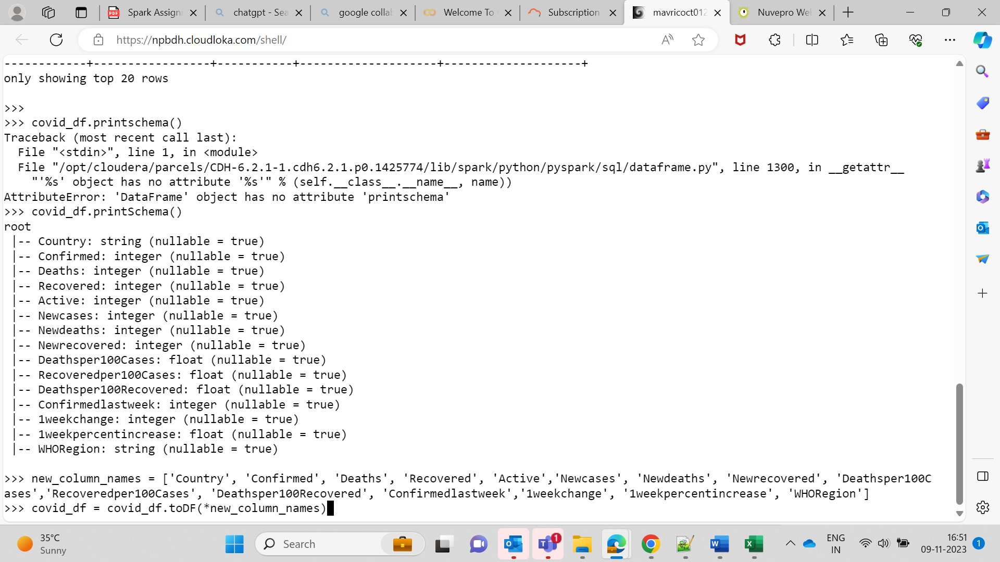 Spark Assign
chatgpt - Sea
google collab
Welcome To
Subscription
mavricoct012
Nuvepro We
https://npbdh.cloudloka.com/shell/
------------+-----------------+-----------+--------------------+--------------------+
only showing top 20 rows
>>>
>>> covid_df.printschema()
Traceback (most recent call last):
  File "<stdin>", line 1, in <module>
  File "/opt/cloudera/parcels/CDH-6.2.1-1.cdh6.2.1.p0.1425774/lib/spark/python/pyspark/sql/dataframe.py", line 1300, in __getattr__
    "'%s' object has no attribute '%s'" % (self.__class__.__name__, name))
AttributeError: 'DataFrame' object has no attribute 'printschema'
>>> covid_df.printSchema()
root
 |-- Country: string (nullable = true)
 |-- Confirmed: integer (nullable = true)
 |-- Deaths: integer (nullable = true)
 |-- Recovered: integer (nullable = true)
 |-- Active: integer (nullable = true)
 |-- Newcases: integer (nullable = true)
 |-- Newdeaths: integer (nullable = true)
 |-- Newrecovered: integer (nullable = true)
 |-- Deathsper100Cases: float (nullable = true)
 |-- Recoveredper100Cases: float (nullable = true)
 |-- Deathsper100Recovered: float (nullable = true)
 |-- Confirmedlastweek: integer (nullable = true)
 |-- 1weekchange: integer (nullable = true)
 |-- 1weekpercentincrease: float (nullable = true)
 |-- WHORegion: string (nullable = true)
>>> new_column_names = ['Country', 'Confirmed', 'Deaths', 'Recovered', 'Active','Newcases', 'Newdeaths', 'Newrecovered', 'Deathsper100C
ases','Recoveredper100Cases', 'Deathsper100Recovered', 'Confirmedlastweek','1weekchange', '1weekpercentincrease', 'WHORegion']
>>> covid_df = covid_df.toDF(*new_column_names)
35°C
Sunny
Search
1
ENG
IN
16:51
09-11-2023
1